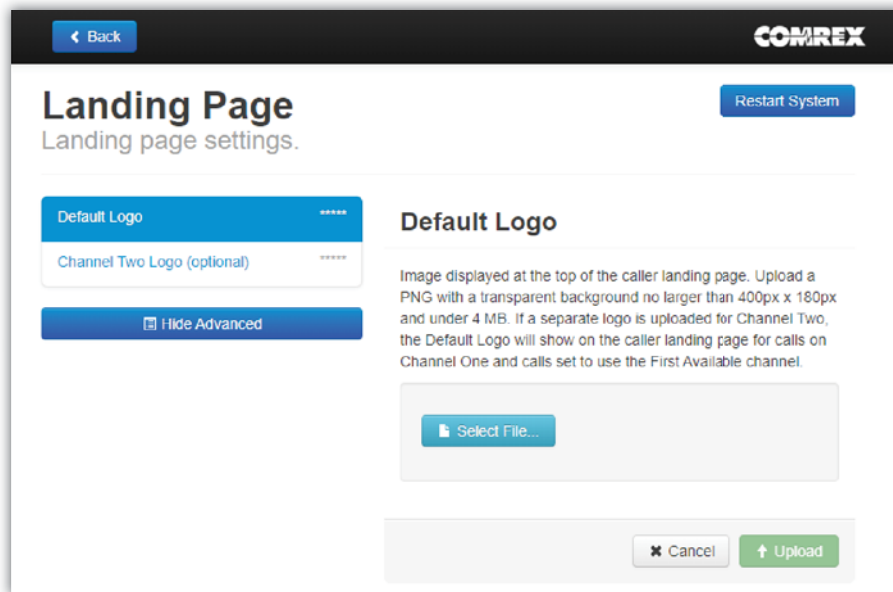 Back
COMREX
Landing Page
Restart System
Landing page settings.
Default Logo *****
Channel Two Logo (optional) *****
Hide Advanced
Default Logo
Image displayed at the top of the caller landing page. Upload a
PNG with a transparent background no larger than 400px x 180px
and under 4 MB. If a separate logo is uploaded for Channel Two,
the Default Logo will show on the caller landing page for calls on
Channel One and calls set to use the First Available channel.
Select File...
Cancel
Upload